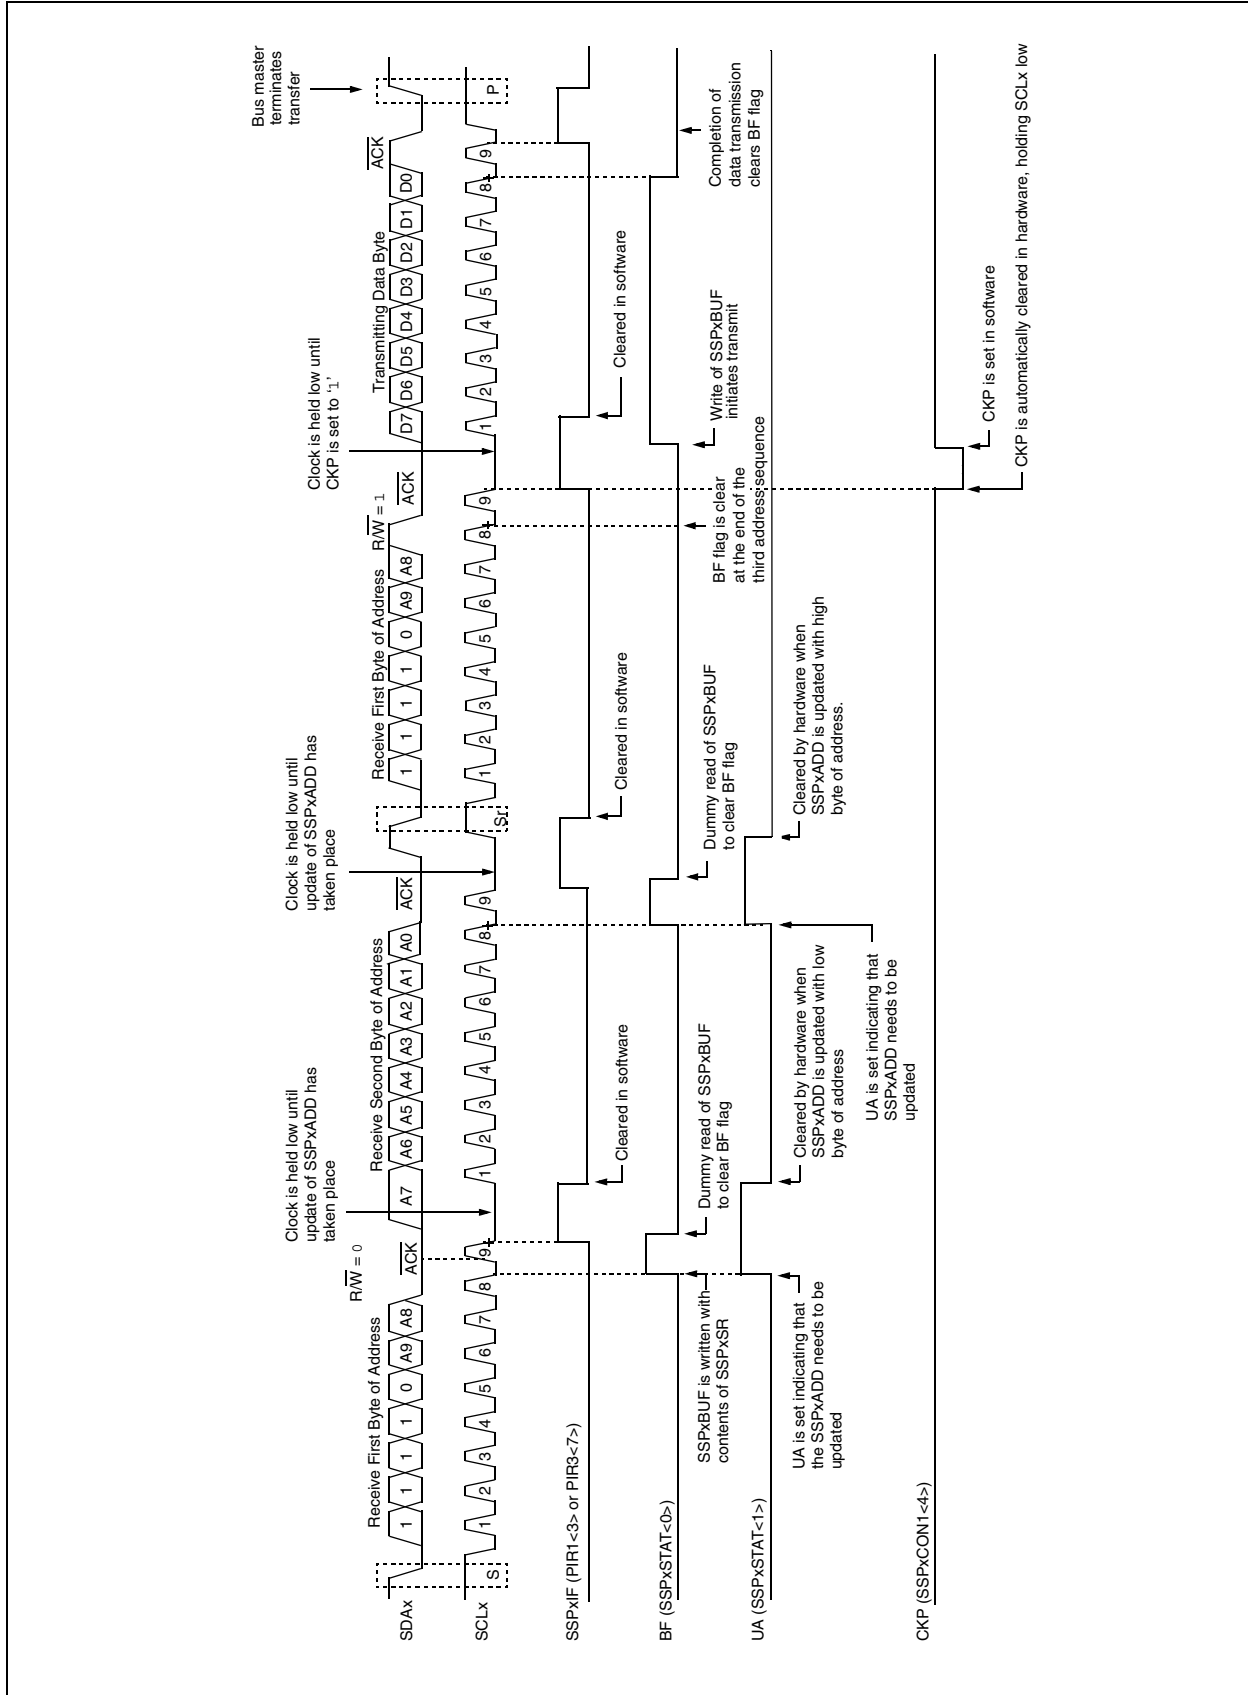 Bus master
terminates
transfer
Clock is held low until
CKP is set to ‘1’
Clock is held low until
update of SSPxADD has
taken place
Clock is held low until
update of SSPxADD has
taken place
R/W = 0
R/W = 1
Receive First Byte of Address
ACK
Receive Second Byte of Address
ACK
Receive First Byte of Address
ACK
Transmitting Data Byte
ACK
SDAx
1 1 1 1 0 A9 A8 A7 A6 A5 A4 A3 A2 A1 A0 1 1 1 1 0 A9 A8 D7 D6 D5 D4 D3 D2 D1 D0
SCLx
S 1 2 3 4 5 6 7 8 9 1 2 3 4 5 6 7 8 9 Sr 1 2 3 4 5 6 7 8 9 1 2 3 4 5 6 7 8 9 P
SSPxIF (PIR1<3> or PIR3<7>)
Cleared in software
Cleared in software
Cleared in software
BF (SSPxSTAT<0>)
SSPxBUF is written with
contents of SSPxSR
Dummy read of SSPxBUF
to clear BF flag
Dummy read of SSPxBUF
to clear BF flag
BF flag is clear
at the end of the
third address sequence
Write of SSPxBUF
initiates transmit
Completion of
data transmission
clears BF flag
UA (SSPxSTAT<1>)
UA is set indicating that
the SSPxADD needs to be
updated
Cleared by hardware when
SSPxADD is updated with low
byte of address
UA is set indicating that
SSPxADD needs to be
updated
Cleared by hardware when
SSPxADD is updated with high
byte of address.
CKP (SSPxCON1<4>)
CKP is set in software
CKP is automatically cleared in hardware, holding SCLx low